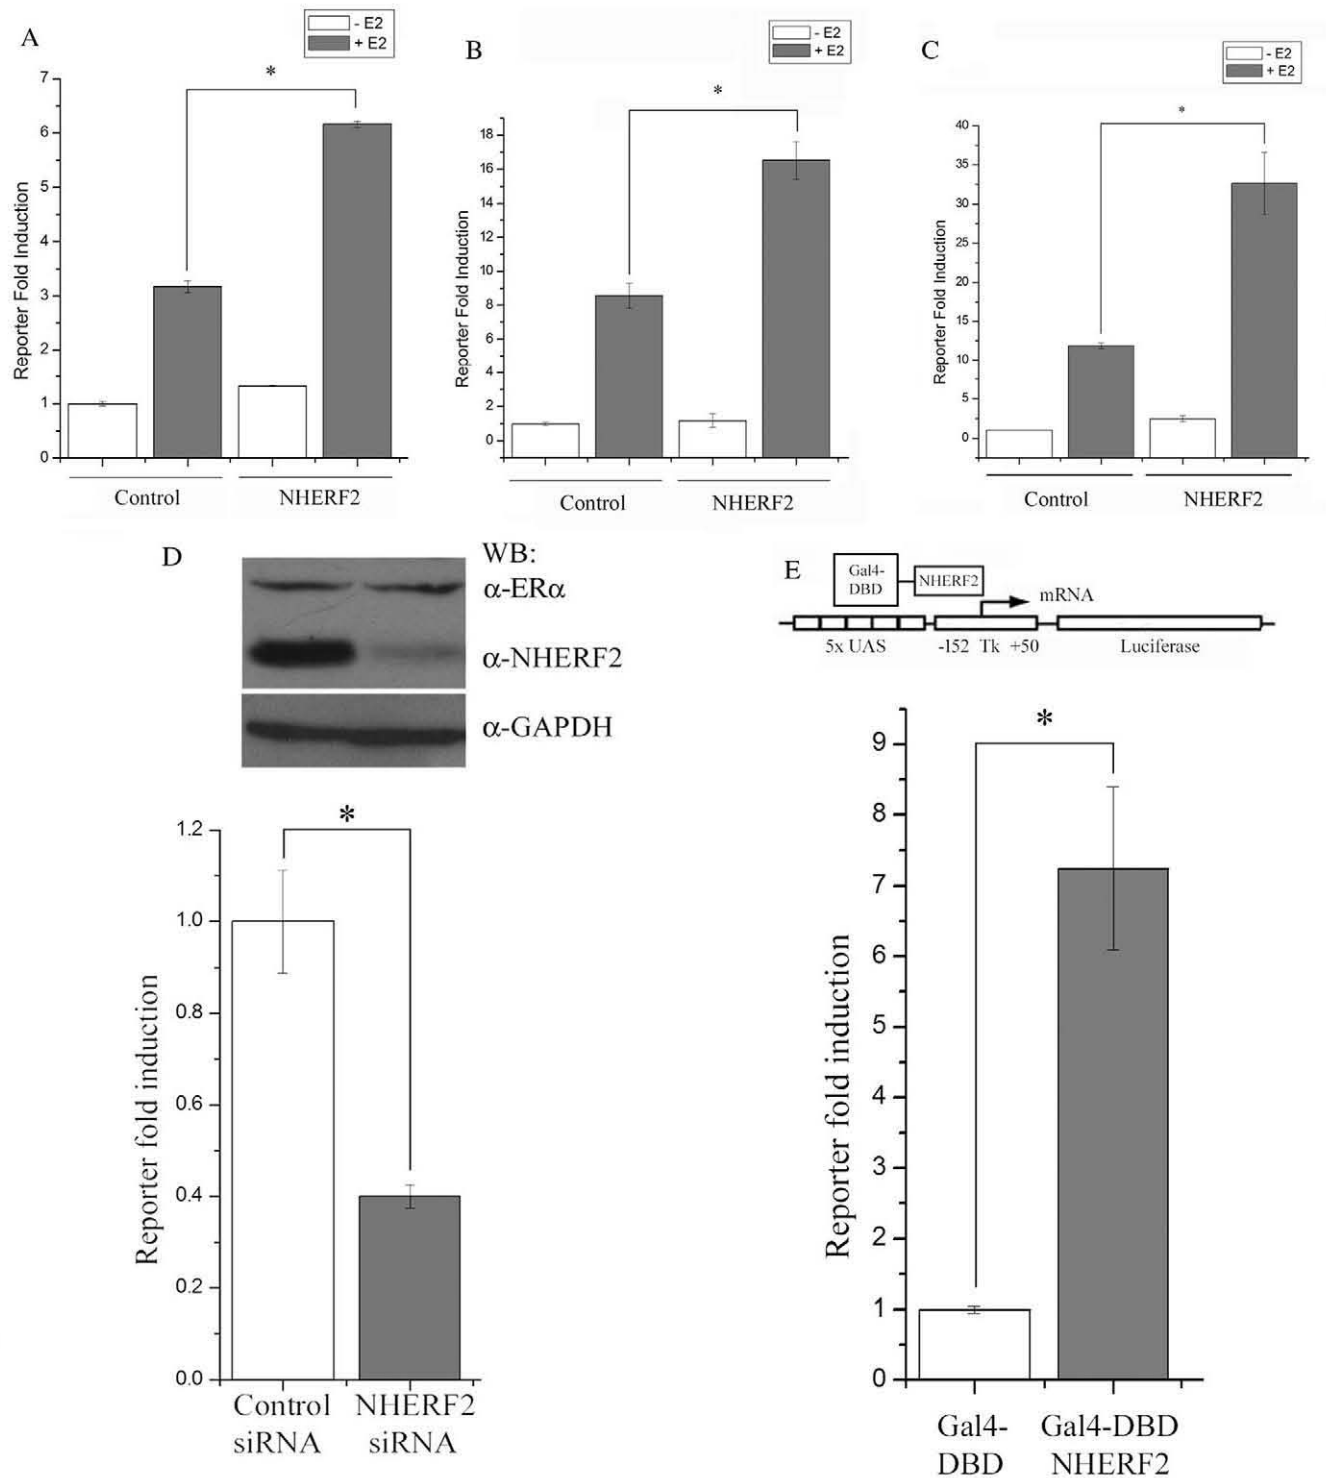 A
- E2
+ E2
*
7
6
5
4
3
2
1
0
Reporter Fold Induction
Control
NHERF2
B
- E2
+ E2
*
18
16
14
12
10
8
6
4
2
0
Reporter Fold Induction
Control
NHERF2
C
- E2
+ E2
*
40
35
30
25
20
15
10
5
0
Reporter Fold Induction
Control
NHERF2
D
WB:
α-ERα
α-NHERF2
α-GAPDH
*
1.2
1.0
0.8
0.6
0.4
0.2
0.0
Reporter fold induction
Control
siRNA
NHERF2
siRNA
E
Gal4-
DBD
NHERF2
mRNA
5x UAS
-152 Tk +50
Luciferase
*
9
8
7
6
5
4
3
2
1
0
Reporter fold induction
Gal4-
DBD
Gal4-DBD
NHERF2